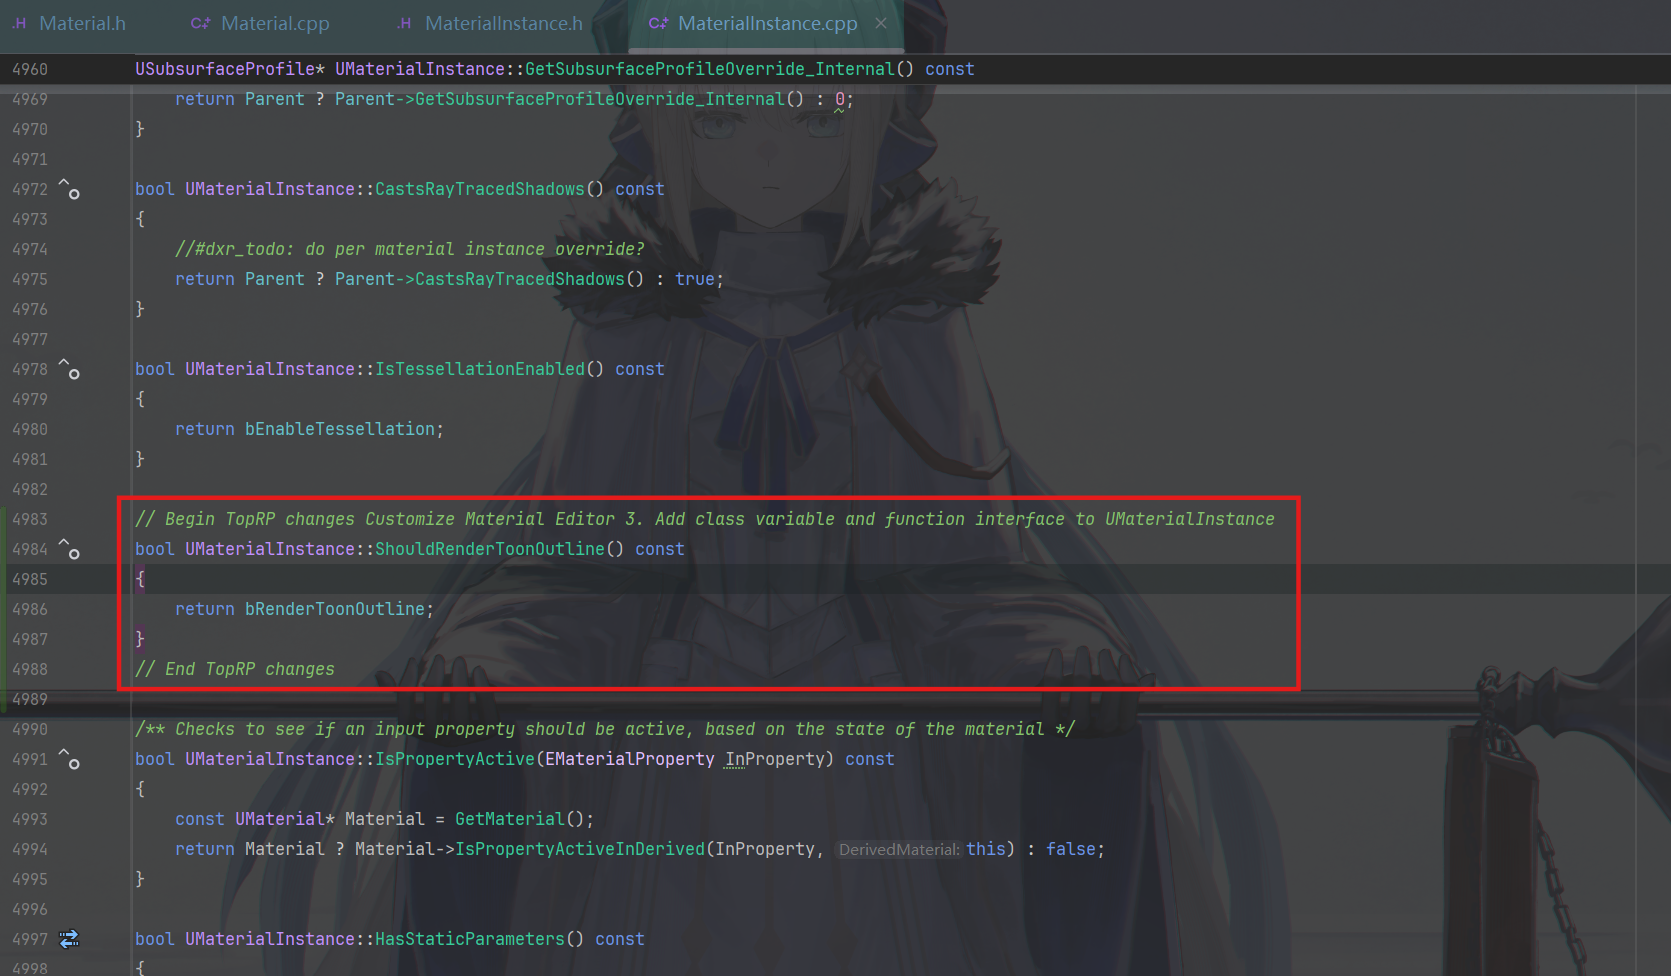 .H Material.h C++ Material.cpp .H MaterialInstance.h C++ MaterialInstance.cpp
4960 USubsurfaceProfile* UMaterialInstance::GetSubsurfaceProfileOverride_Internal() const
4969 return Parent ? Parent->GetSubsurfaceProfileOverride_Internal() : 0;
4970 }
4971
4972 bool UMaterialInstance::CastsRayTracedShadows() const
4973 {
4974 //#dxr_todo: do per material instance override?
4975 return Parent ? Parent->CastsRayTracedShadows() : true;
4976 }
4977
4978 bool UMaterialInstance::IsTessellationEnabled() const
4979 {
4980 return bEnableTessellation;
4981 }
4982
4983 // Begin TopRP changes Customize Material Editor 3. Add class variable and function interface to UMaterialInstance
4984 bool UMaterialInstance::ShouldRenderToonOutline() const
4985 {
4986 return bRenderToonOutline;
4987 }
4988 // End TopRP changes
4989
4990 /** Checks to see if an input property should be active, based on the state of the material */
4991 bool UMaterialInstance::IsPropertyActive(EMaterialProperty InProperty) const
4992 {
4993 const UMaterial* Material = GetMaterial();
4994 return Material ? Material->IsPropertyActiveInDerived(InProperty, DerivedMaterial: this) : false;
4995 }
4996
4997 bool UMaterialInstance::HasStaticParameters() const
4998 {